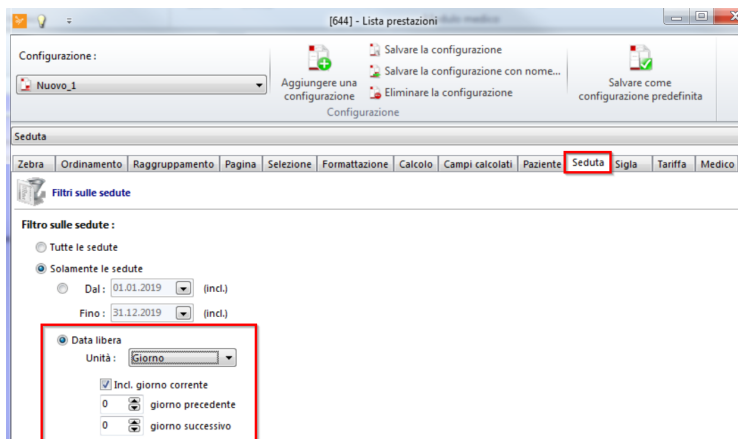 [644] - Lista prestazioni
Configurazione :
Nuovo_1
Aggiungere una configurazione
Salvare la configurazione
Salvare la configurazione con nome...
Eliminare la configurazione
Salvare come configurazione predefinita
Configurazione
Seduta
Zebra Ordinamento Raggruppamento Pagina Selezione Formattazione Calcolo Campi calcolati Paziente Seduta Sigla Tariffa Medico
Filtri sulle sedute
Filtro sulle sedute :
Tutte le sedute
Solamente le sedute
Dal : 01.01.2019 (incl.)
Fino : 31.12.2019 (incl.)
Data libera
Unità : Giorno
Incl. giorno corrente
0 giorno precedente
0 giorno successivo